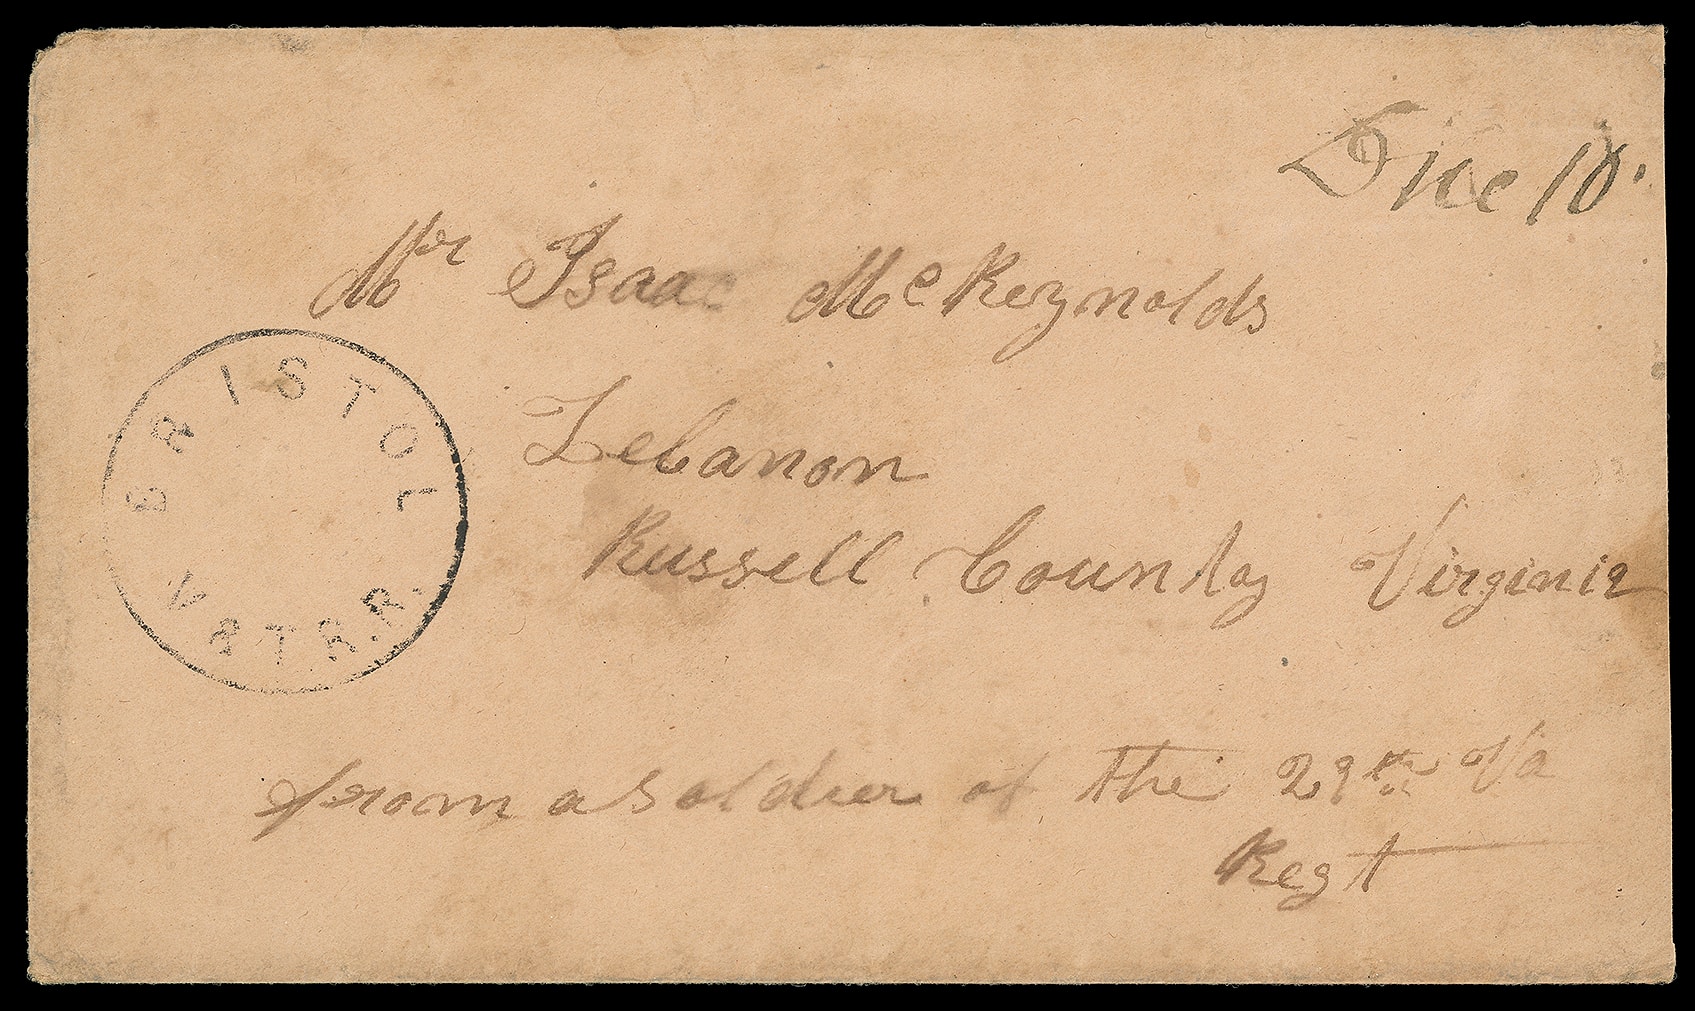 Due 10.
Mr Isaac McReynolds
BRISTOL
V & T R.R.
Lebanon
Russell County Virginia
from a soldier of the 29th Va
Regt